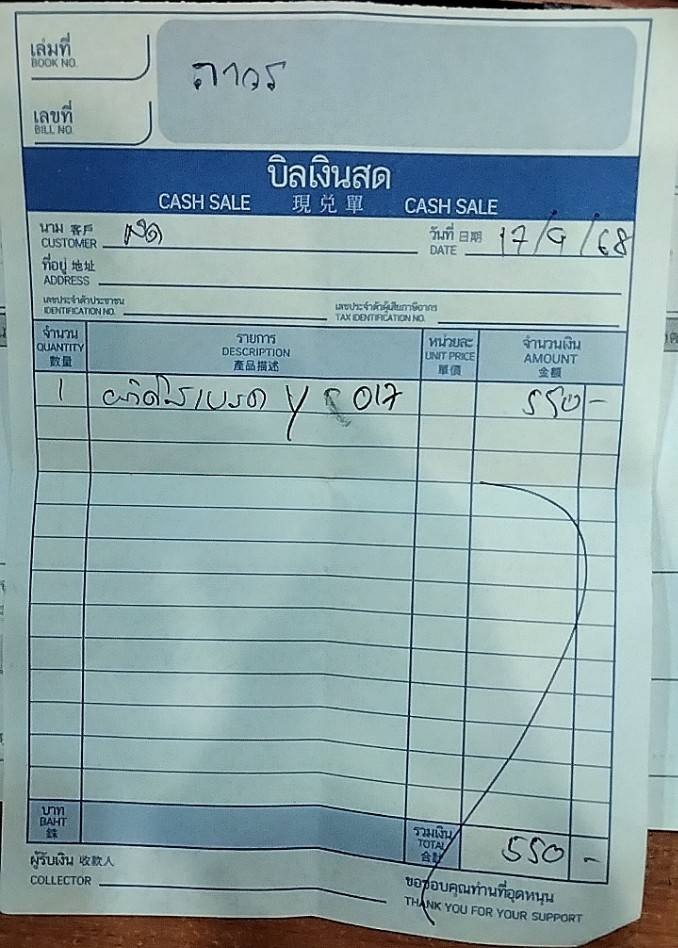 เล่มที่
BOOK NO.
ถาวร
เลขที่
BILL NO.
บิลเงินสด
CASH SALE 現兌單 CASH SALE
นาม 客戶
CUSTOMER
วันที่ 日期 17/9/68
DATE
ที่อยู่ 地址
ADDRESS
เลขประจำตัวประชาชน
IDENTIFICATION NO.
เลขประจำตัวผู้เสียภาษีอากร
TAX IDENTIFICATION NO.
จำนวน รายการ หน่วยละ จำนวนเงิน
QUANTITY DESCRIPTION UNIT PRICE AMOUNT
數量 產品描述 單價 金額
1 017 550-
บาท
BAHT
銖
รวมเงิน
TOTAL
合計
550 -
ผู้รับเงิน 收款人
COLLECTOR
ขอขอบคุณท่านที่อุดหนุน
THANK YOU FOR YOUR SUPPORT